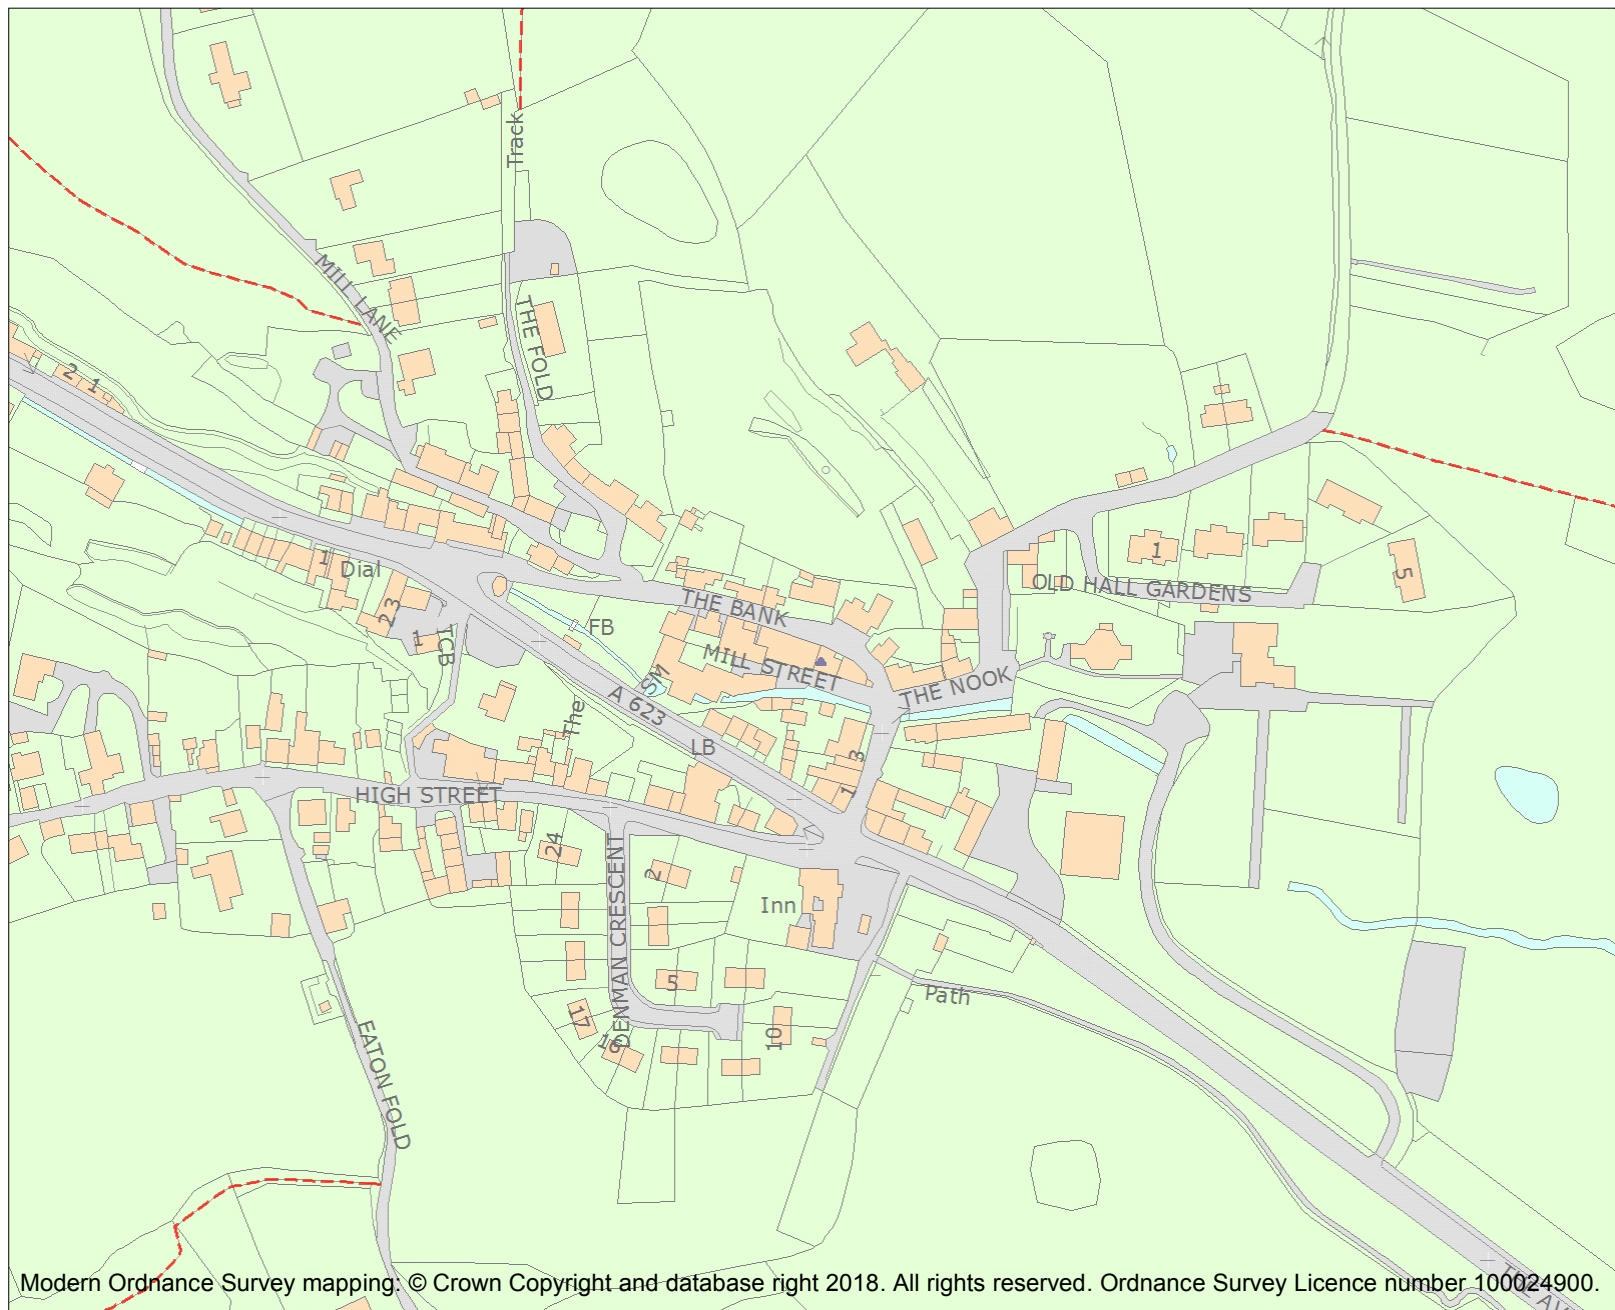 Track
MILL LANE
THE FOLD
2 1
1
Dial
2 3
1
TCB
FB
THE BANK
MILL STREET
SM
A 623
The
LB
THE NOOK
OLD HALL GARDENS
1
5
1 3
HIGH STREET
24
2
DENMAN CRESCENT
Inn
5
17
16
10
Path
EATON FOLD
Modern Ordnance Survey mapping: © Crown Copyright and database right 2018. All rights reserved. Ordnance Survey Licence number 100024900.